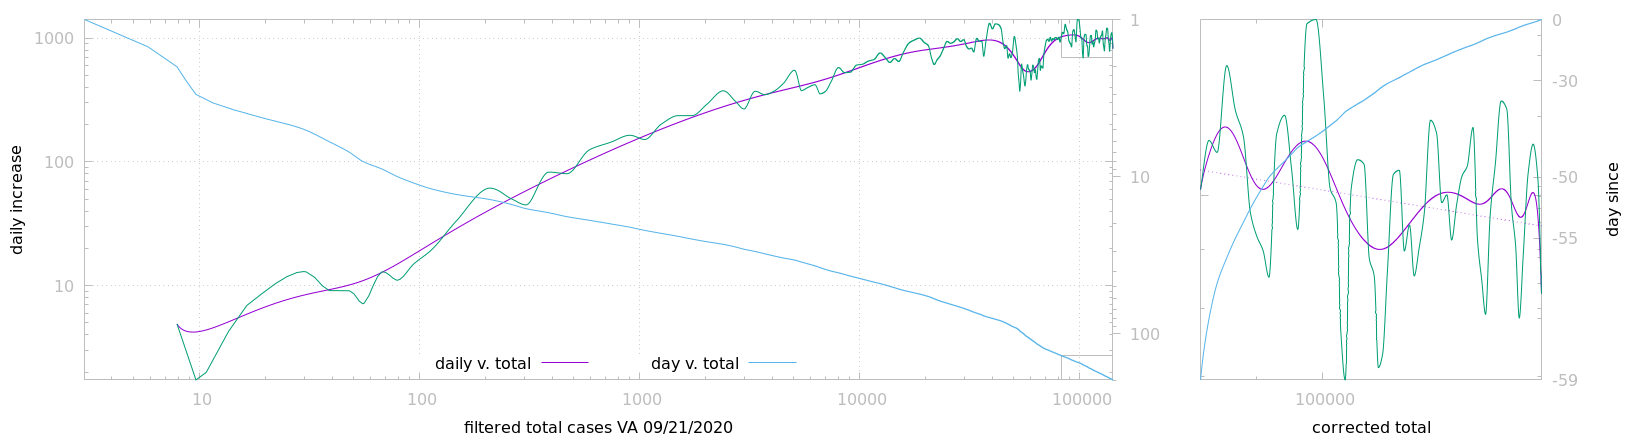 daily increase
1000
100
10
1
10
100
daily v. total
day v. total
10
100
1000
10000
100000
filtered total cases VA 09/21/2020
0
-30
-50
-55
-59
day since
100000
corrected total